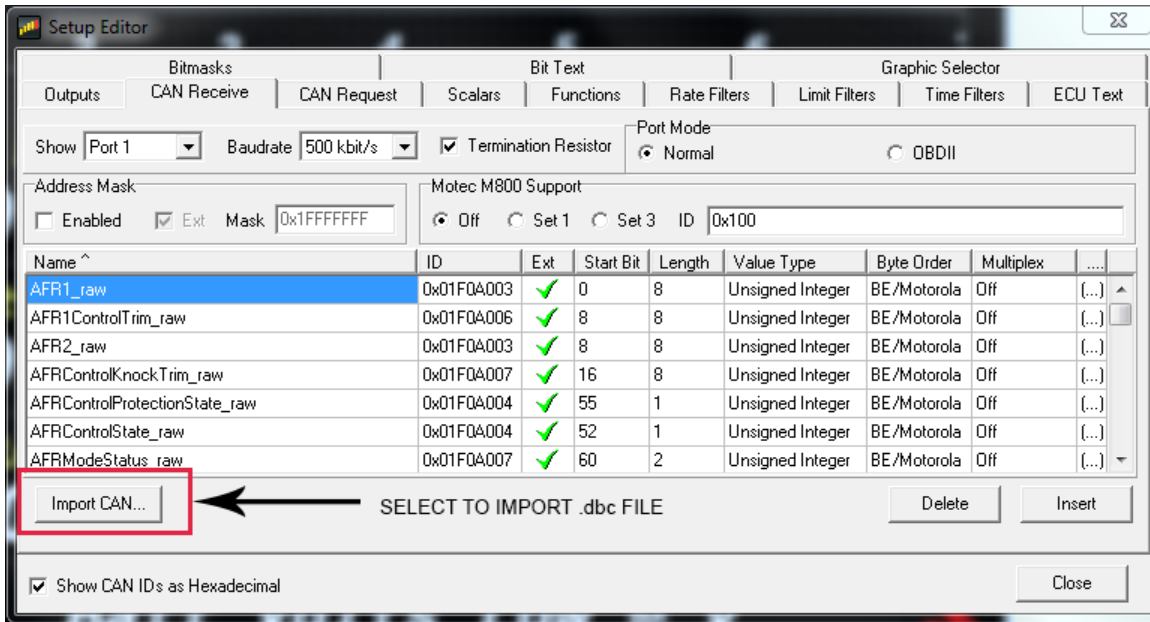 Setup Editor
Bitmasks Bit Text Graphic Selector
Outputs CAN Receive CAN Request Scalars Functions Rate Filters Limit Filters Time Filters ECU Text
Port Mode
Show Port 1 Baudrate 500 kbit/s Termination Resistor Normal OBDII
Address Mask Motec M800 Support
Enabled Ext Mask 0x1FFFFFFF Off Set 1 Set 3 ID 0x100
Name ^ ID Ext Start Bit Length Value Type Byte Order Multiplex ....
AFR1_raw 0x01F0A003 0 8 Unsigned Integer BE/Motorola Off (...)
AFR1ControlTrim_raw 0x01F0A006 8 8 Unsigned Integer BE/Motorola Off (...)
AFR2_raw 0x01F0A003 8 8 Unsigned Integer BE/Motorola Off (...)
AFRControlKnockTrim_raw 0x01F0A007 16 8 Unsigned Integer BE/Motorola Off (...)
AFRControlProtectionState_raw 0x01F0A004 55 1 Unsigned Integer BE/Motorola Off (...)
AFRControlState_raw 0x01F0A004 52 1 Unsigned Integer BE/Motorola Off (...)
AFRModeStatus_raw 0x01F0A007 60 2 Unsigned Integer BE/Motorola Off (...)
Import CAN... SELECT TO IMPORT .dbc FILE Delete Insert
Show CAN IDs as Hexadecimal Close